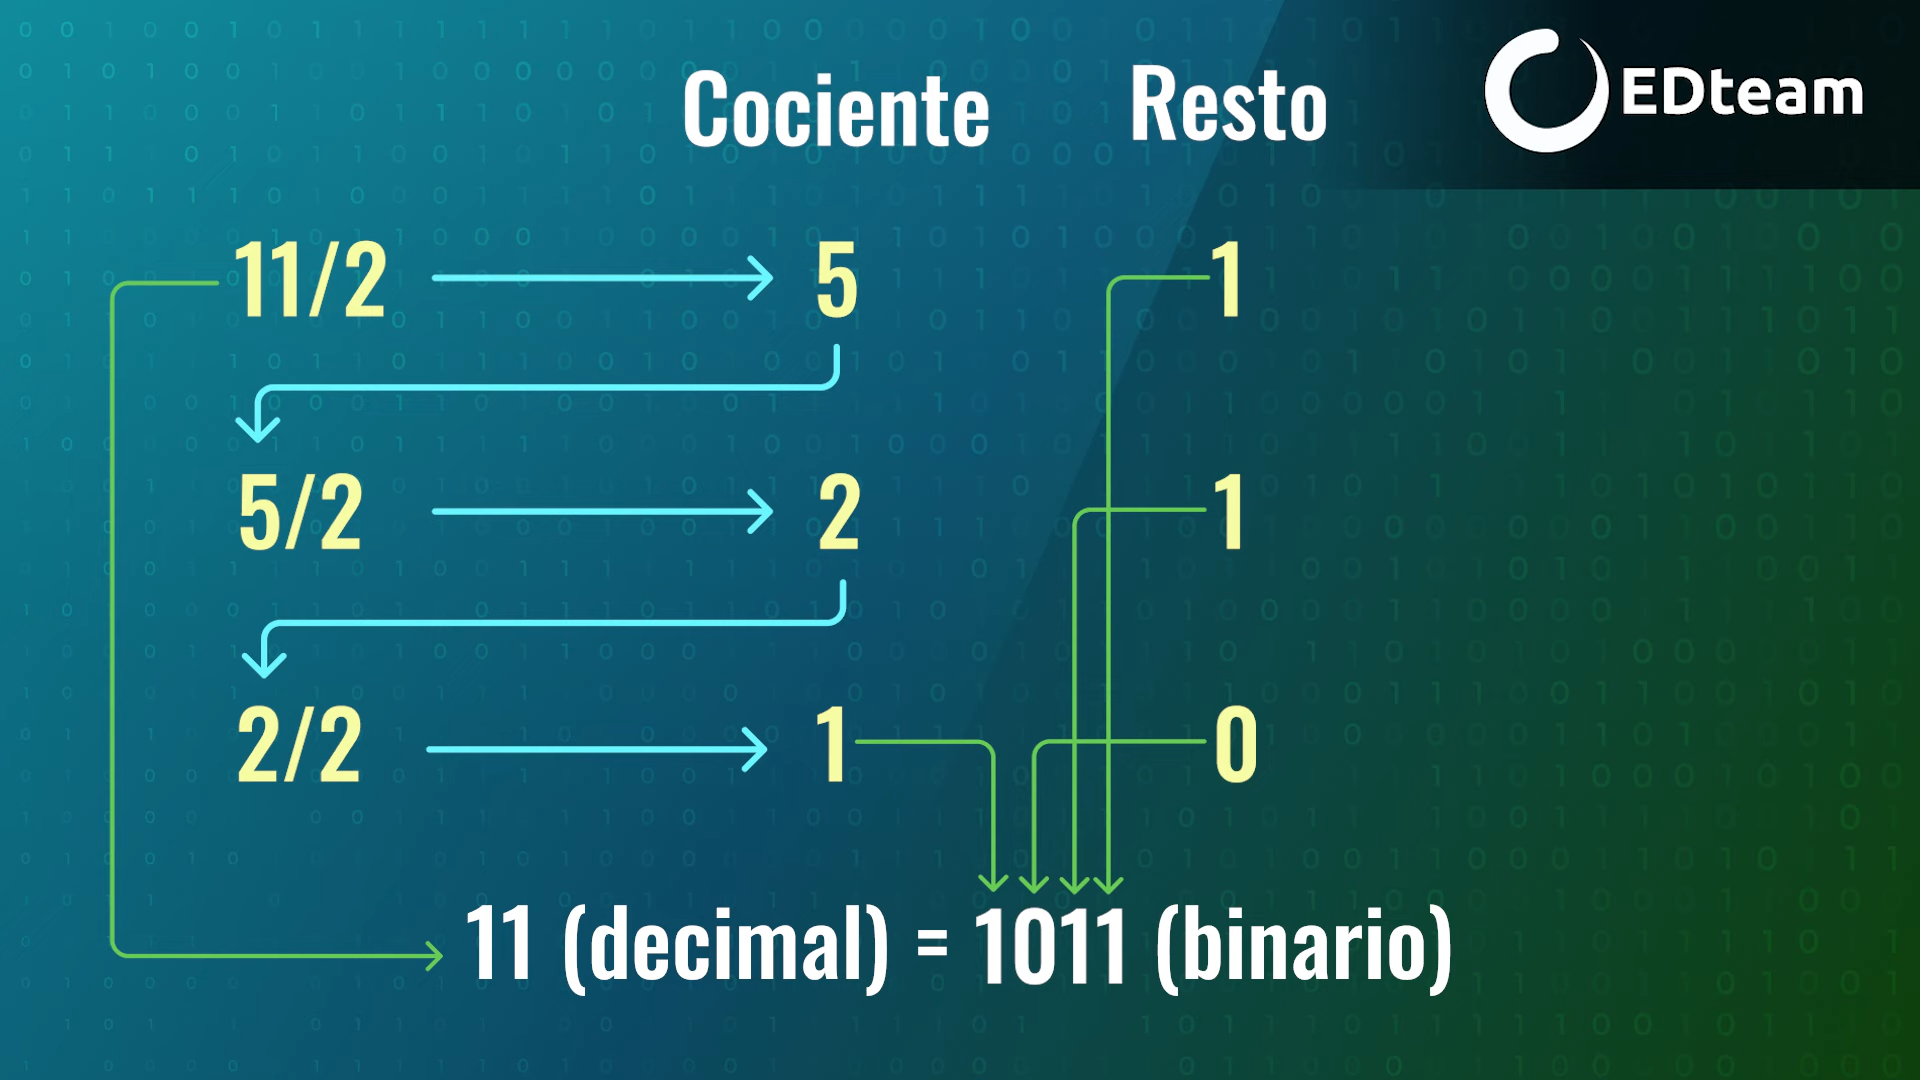 EDteam
Cociente Resto
11/2 5 1
5/2 2 1
2/2 1 0
11 (decimal) = 1011 (binario)